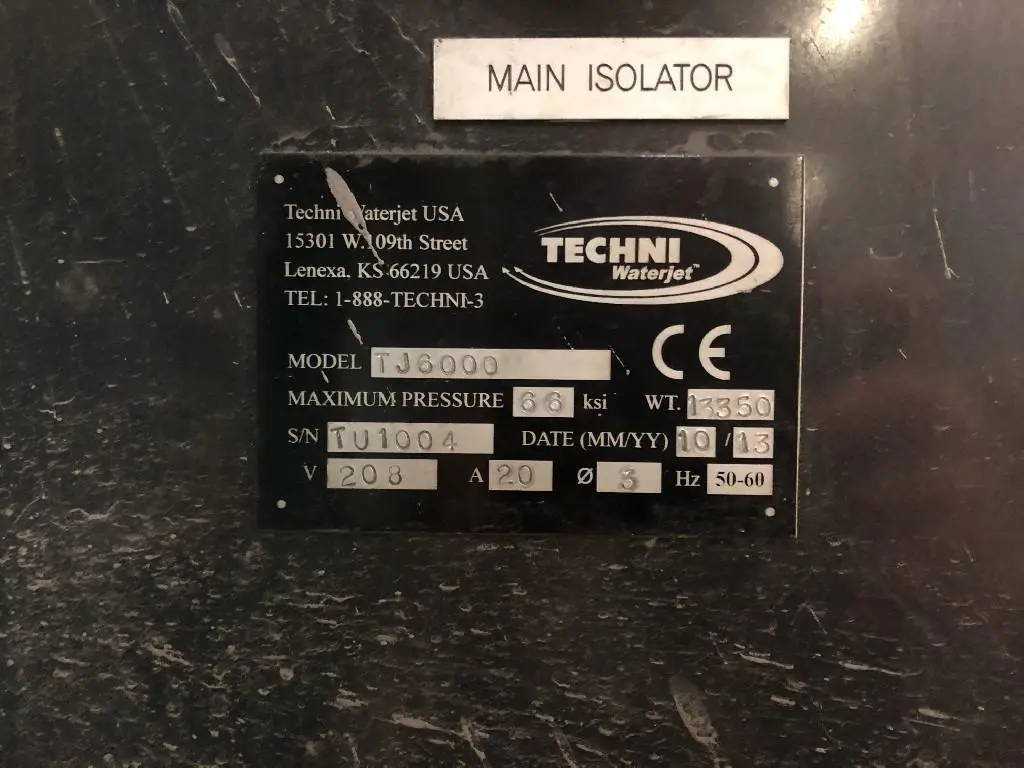 MAIN ISOLATOR
Techni Waterjet USA
15301 W.109th Street
Lenexa, KS 66219 USA
TEL: 1-888-TECHNI-3
TECHNI
Waterjet™
CE
MODEL TJ6000
MAXIMUM PRESSURE 66 ksi WT. 13350
S/N TU1004 DATE (MM/YY) 10 / 13
V 208 A 20 Ø 3 Hz 50-60